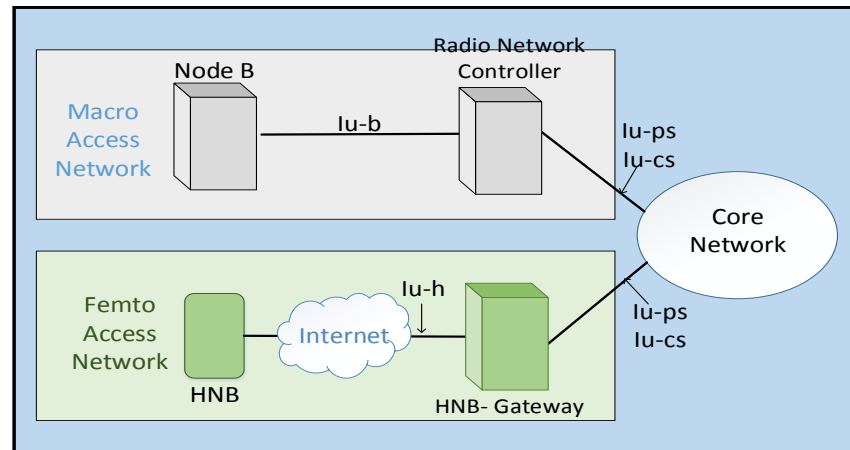 Macro
Access
Network
Node B
Iu-b
Radio Network
Controller
Iu-ps
Iu-cs
Core
Network
Femto
Access
Network
HNB
Internet
Iu-h
HNB- Gateway
Iu-ps
Iu-cs